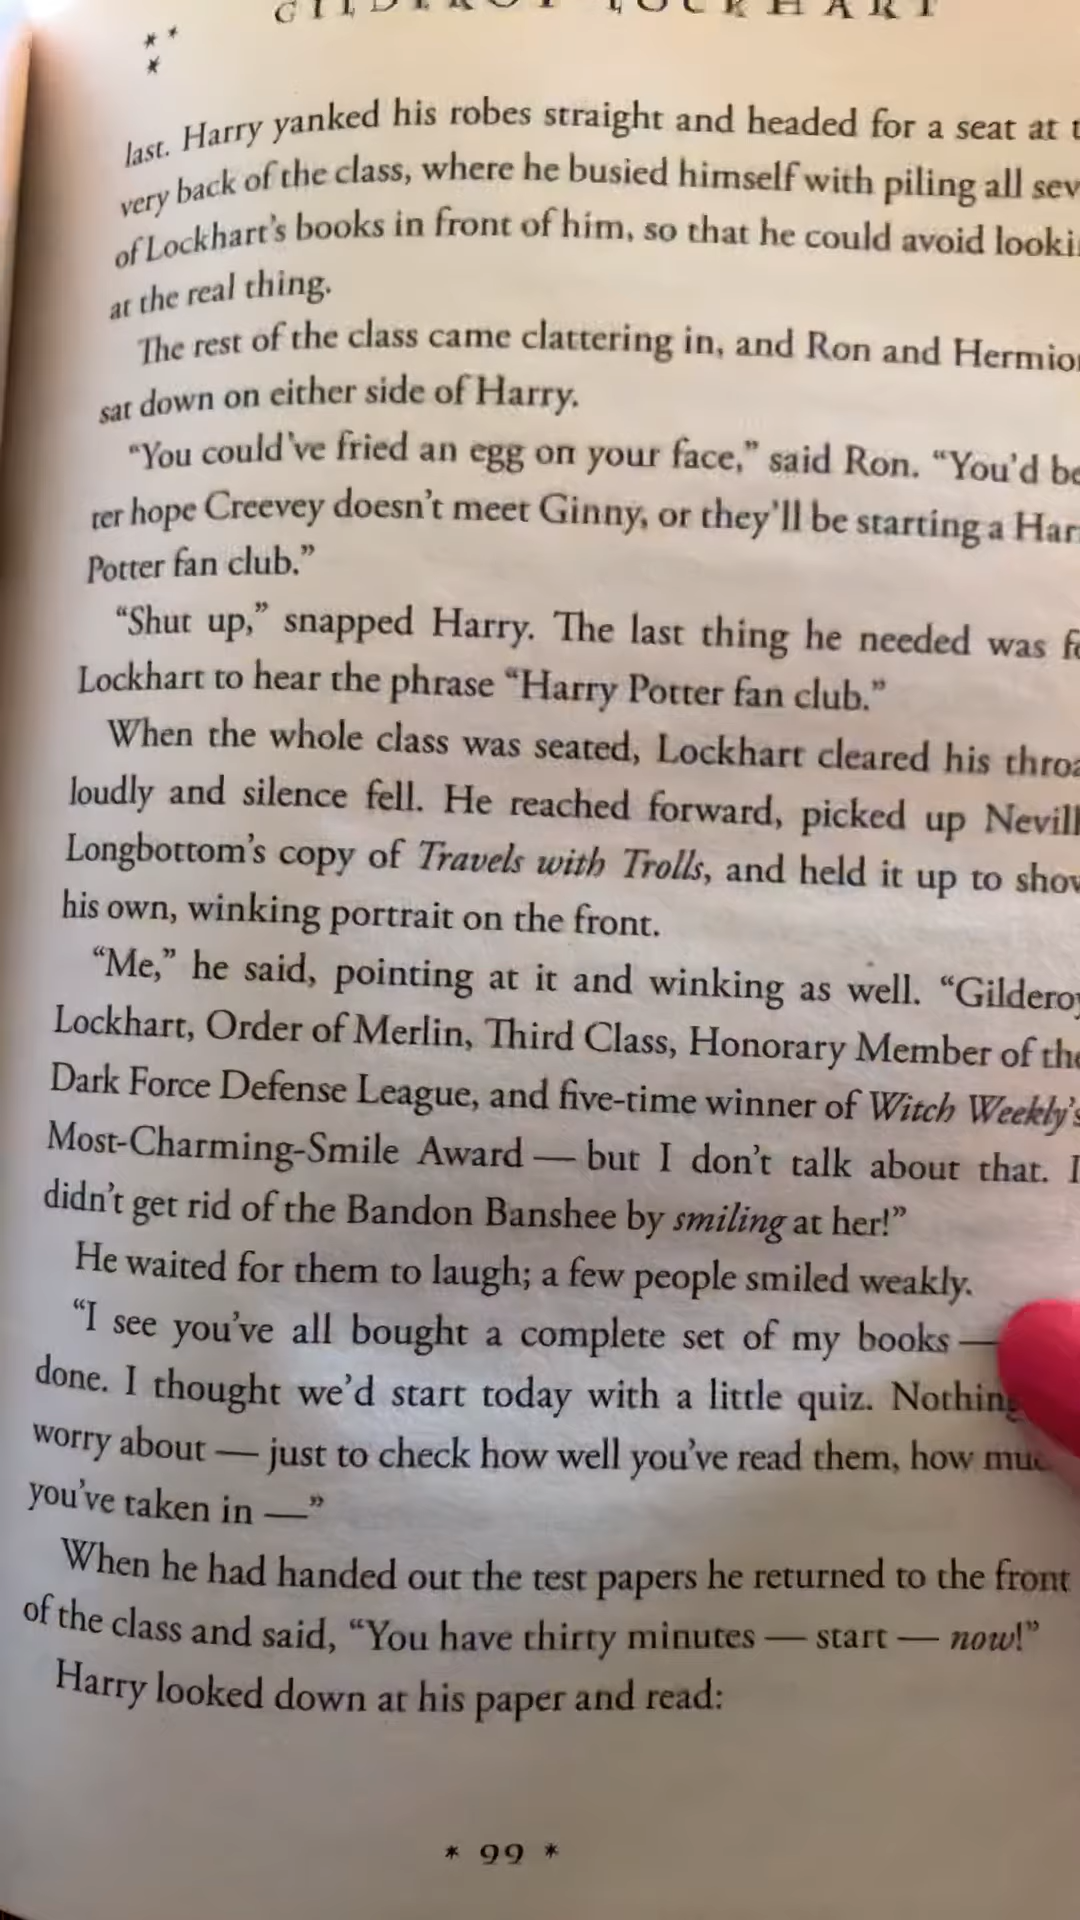 GILDEROY LOCKHART
last. Harry yanked his robes straight and headed for a seat at t
very back of the class, where he busied himself with piling all sev
of Lockhart’s books in front of him, so that he could avoid looki
at the real thing.
The rest of the class came clattering in, and Ron and Hermion
sat down on either side of Harry.
“You could’ve fried an egg on your face,” said Ron. “You’d be
ter hope Creevey doesn’t meet Ginny, or they’ll be starting a Har
Potter fan club.”
“Shut up,” snapped Harry. The last thing he needed was fo
Lockhart to hear the phrase “Harry Potter fan club.”
When the whole class was seated, Lockhart cleared his throa
loudly and silence fell. He reached forward, picked up Nevill
Longbottom’s copy of Travels with Trolls, and held it up to show
his own, winking portrait on the front.
“Me,” he said, pointing at it and winking as well. “Gilderoy
Lockhart, Order of Merlin, Third Class, Honorary Member of the
Dark Force Defense League, and five-time winner of Witch Weekly’s
Most-Charming-Smile Award — but I don’t talk about that. I
didn’t get rid of the Bandon Banshee by smiling at her!”
He waited for them to laugh; a few people smiled weakly.
“I see you’ve all bought a complete set of my books —
done. I thought we’d start today with a little quiz. Nothing
worry about — just to check how well you’ve read them, how muc
you’ve taken in —”
When he had handed out the test papers he returned to the front
of the class and said, “You have thirty minutes — start — now!”
Harry looked down at his paper and read:
* 99 *